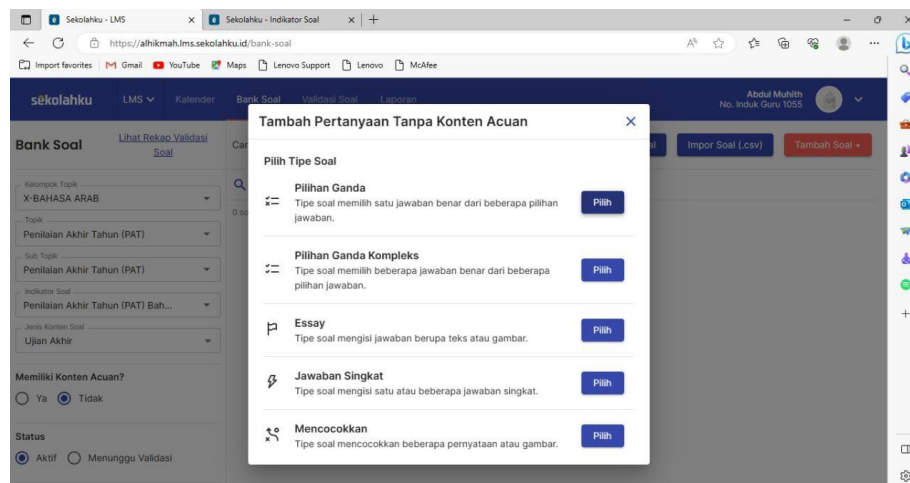 Sekolahku - LMS
Sekolahku - Indikator Soal
https://alhikmah.lms.sekolahku.id/bank-soal
Import favorites
Gmail
YouTube
Maps
Lenovo Support
Lenovo
McAfee
sekolahku
LMS
Kalender
Bank Soal
Validasi Soal
Laporan
Abdul Muhith
No. Induk Guru 1055
Bank Soal
Lihat Rekap Validasi
Soal
Impor Soal (.csv)
Tambah Soal +
Kelompok Topik
X-BAHASA ARAB
Topik
Penilaian Akhir Tahun (PAT)
Sub Topik
Penilaian Akhir Tahun (PAT)
Indikator Soal
Penilaian Akhir Tahun (PAT) Bah...
Jenis Konten Soal
Ujian Akhir
Memiliki Konten Acuan?
Ya
Tidak
Status
Aktif
Menunggu Validasi
Tambah Pertanyaan Tanpa Konten Acuan
Pilih Tipe Soal
Pilihan Ganda
Tipe soal memilih satu jawaban benar dari beberapa pilihan
jawaban.
Pilih
Pilihan Ganda Kompleks
Tipe soal memilih beberapa jawaban benar dari beberapa
pilihan jawaban.
Pilih
Essay
Tipe soal mengisi jawaban berupa teks atau gambar.
Pilih
Jawaban Singkat
Tipe soal mengisi satu atau beberapa jawaban singkat.
Pilih
Mencocokkan
Tipe soal mencocokkan beberapa pernyataan atau gambar.
Pilih